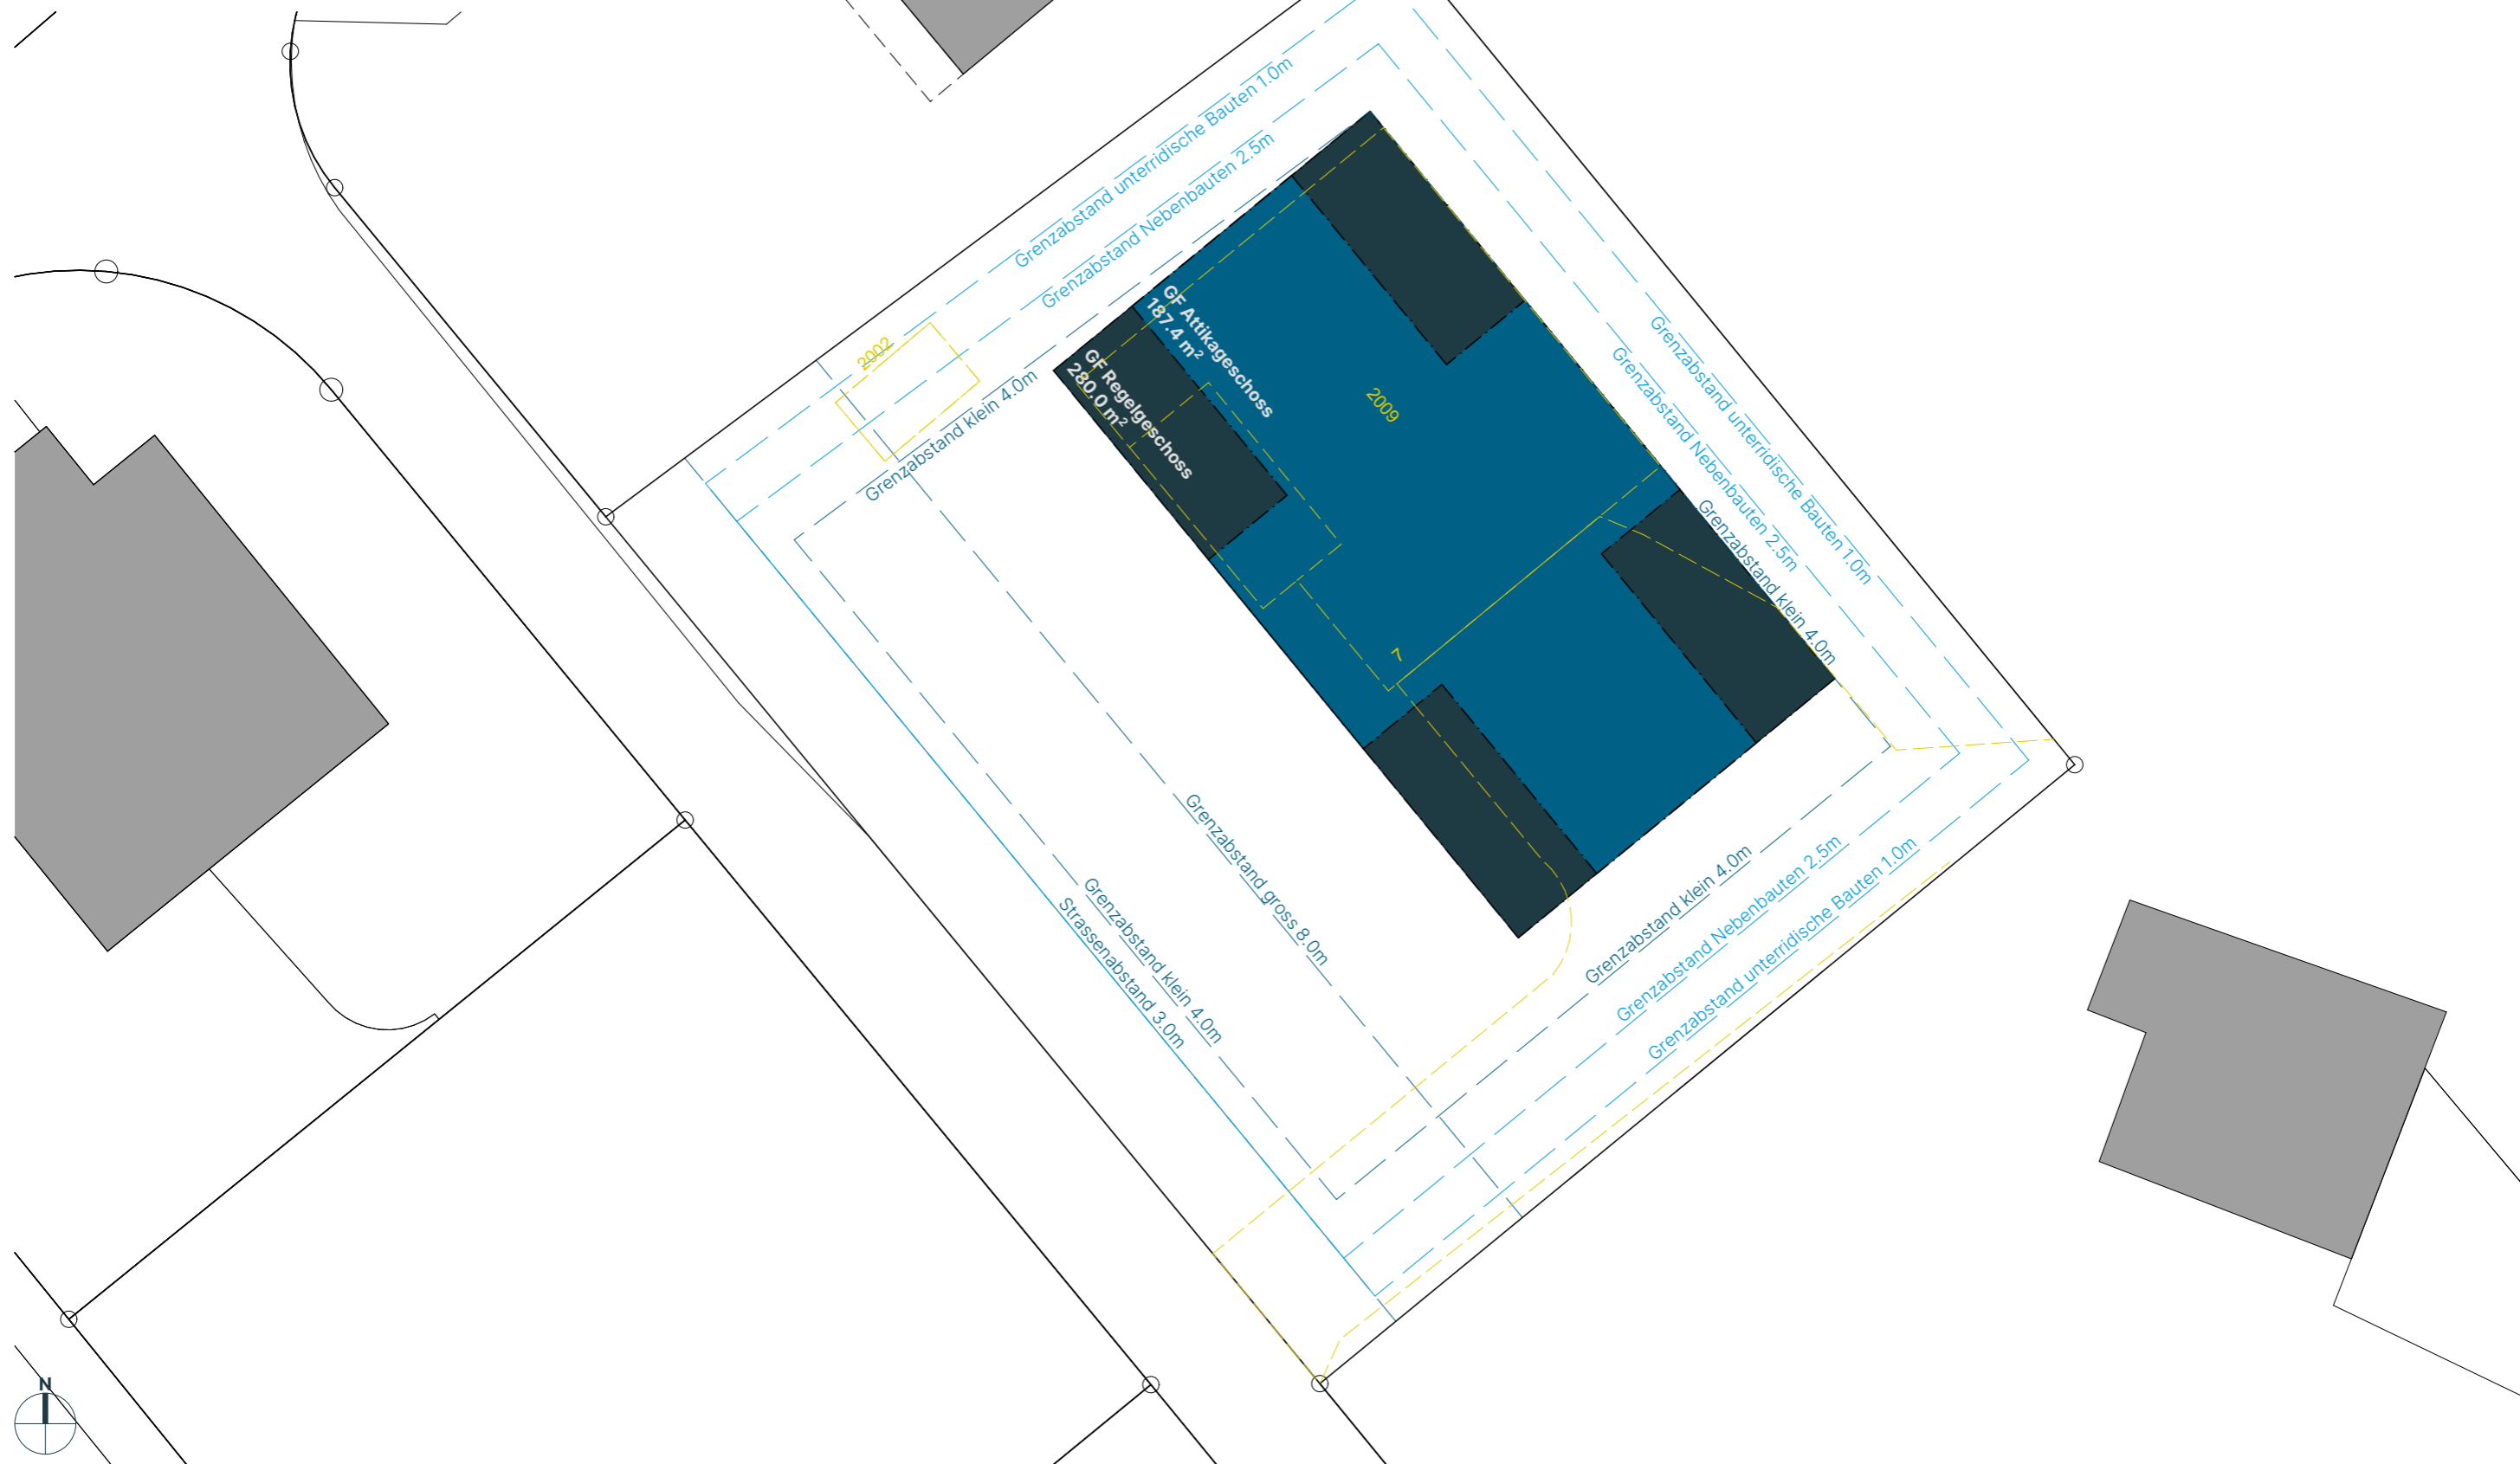 Grenzabstand unterridische Bauten 1.0m
Grenzabstand Nebenbauten 2.5m
Grenzabstand klein 4.0m
2002
GF Attikageschoss
187.4 m²
GF Regelgeschoss
280.0 m²
2009
7
Grenzabstand unterridische Bauten 1.0m
Grenzabstand Nebenbauten 2.5m
Grenzabstand klein 4.0m
Grenzabstand gross 8.0m
Grenzabstand klein 4.0m
Strassenabstand 3.0m
Grenzabstand klein 4.0m
Grenzabstand Nebenbauten 2.5m
Grenzabstand unterridische Bauten 1.0m
N